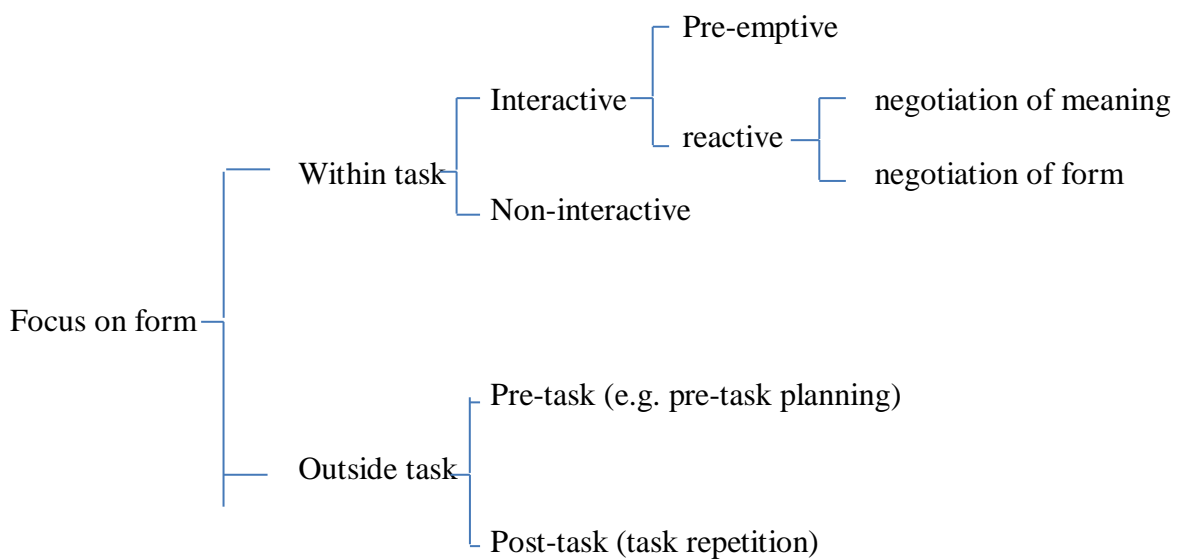 Pre-emptive
Interactive
negotiation of meaning
reactive
Within task
negotiation of form
Non-interactive
Focus on form
Pre-task (e.g. pre-task planning)
Outside task
Post-task (task repetition)